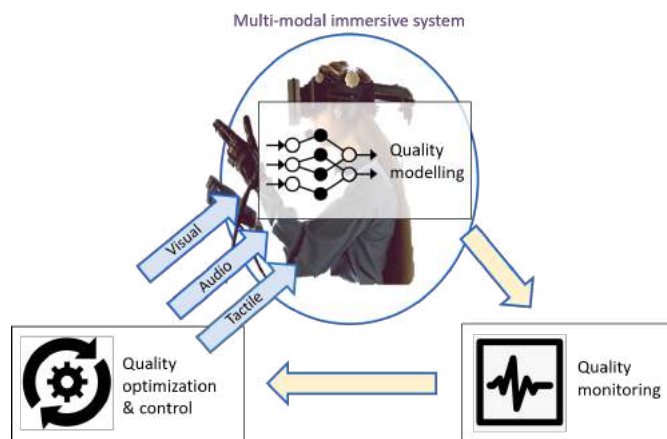 Multi-modal immersive system
Quality
modelling
Visual
Audio
Tactile
Quality
optimization
& control
Quality
monitoring